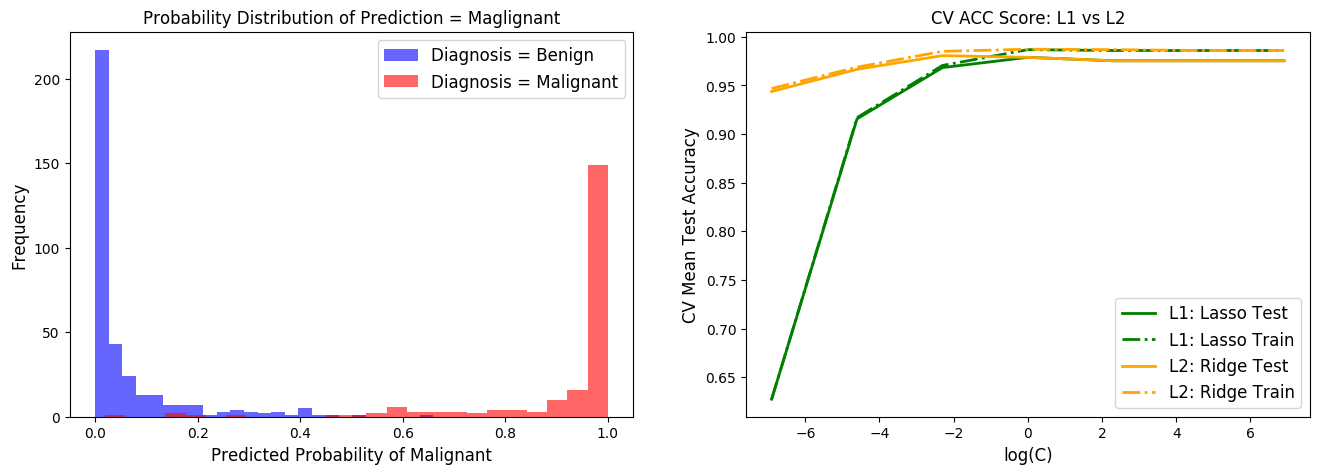 Probability Distribution of Prediction = Maglignant
Diagnosis = Benign
Diagnosis = Malignant
Frequency
200
150
100
50
0
0.0 0.2 0.4 0.6 0.8 1.0
Predicted Probability of Malignant
CV ACC Score: L1 vs L2
CV Mean Test Accuracy
1.00
0.95
0.90
0.85
0.80
0.75
0.70
0.65
L1: Lasso Test
L1: Lasso Train
L2: Ridge Test
L2: Ridge Train
−6 −4 −2 0 2 4 6
log(C)